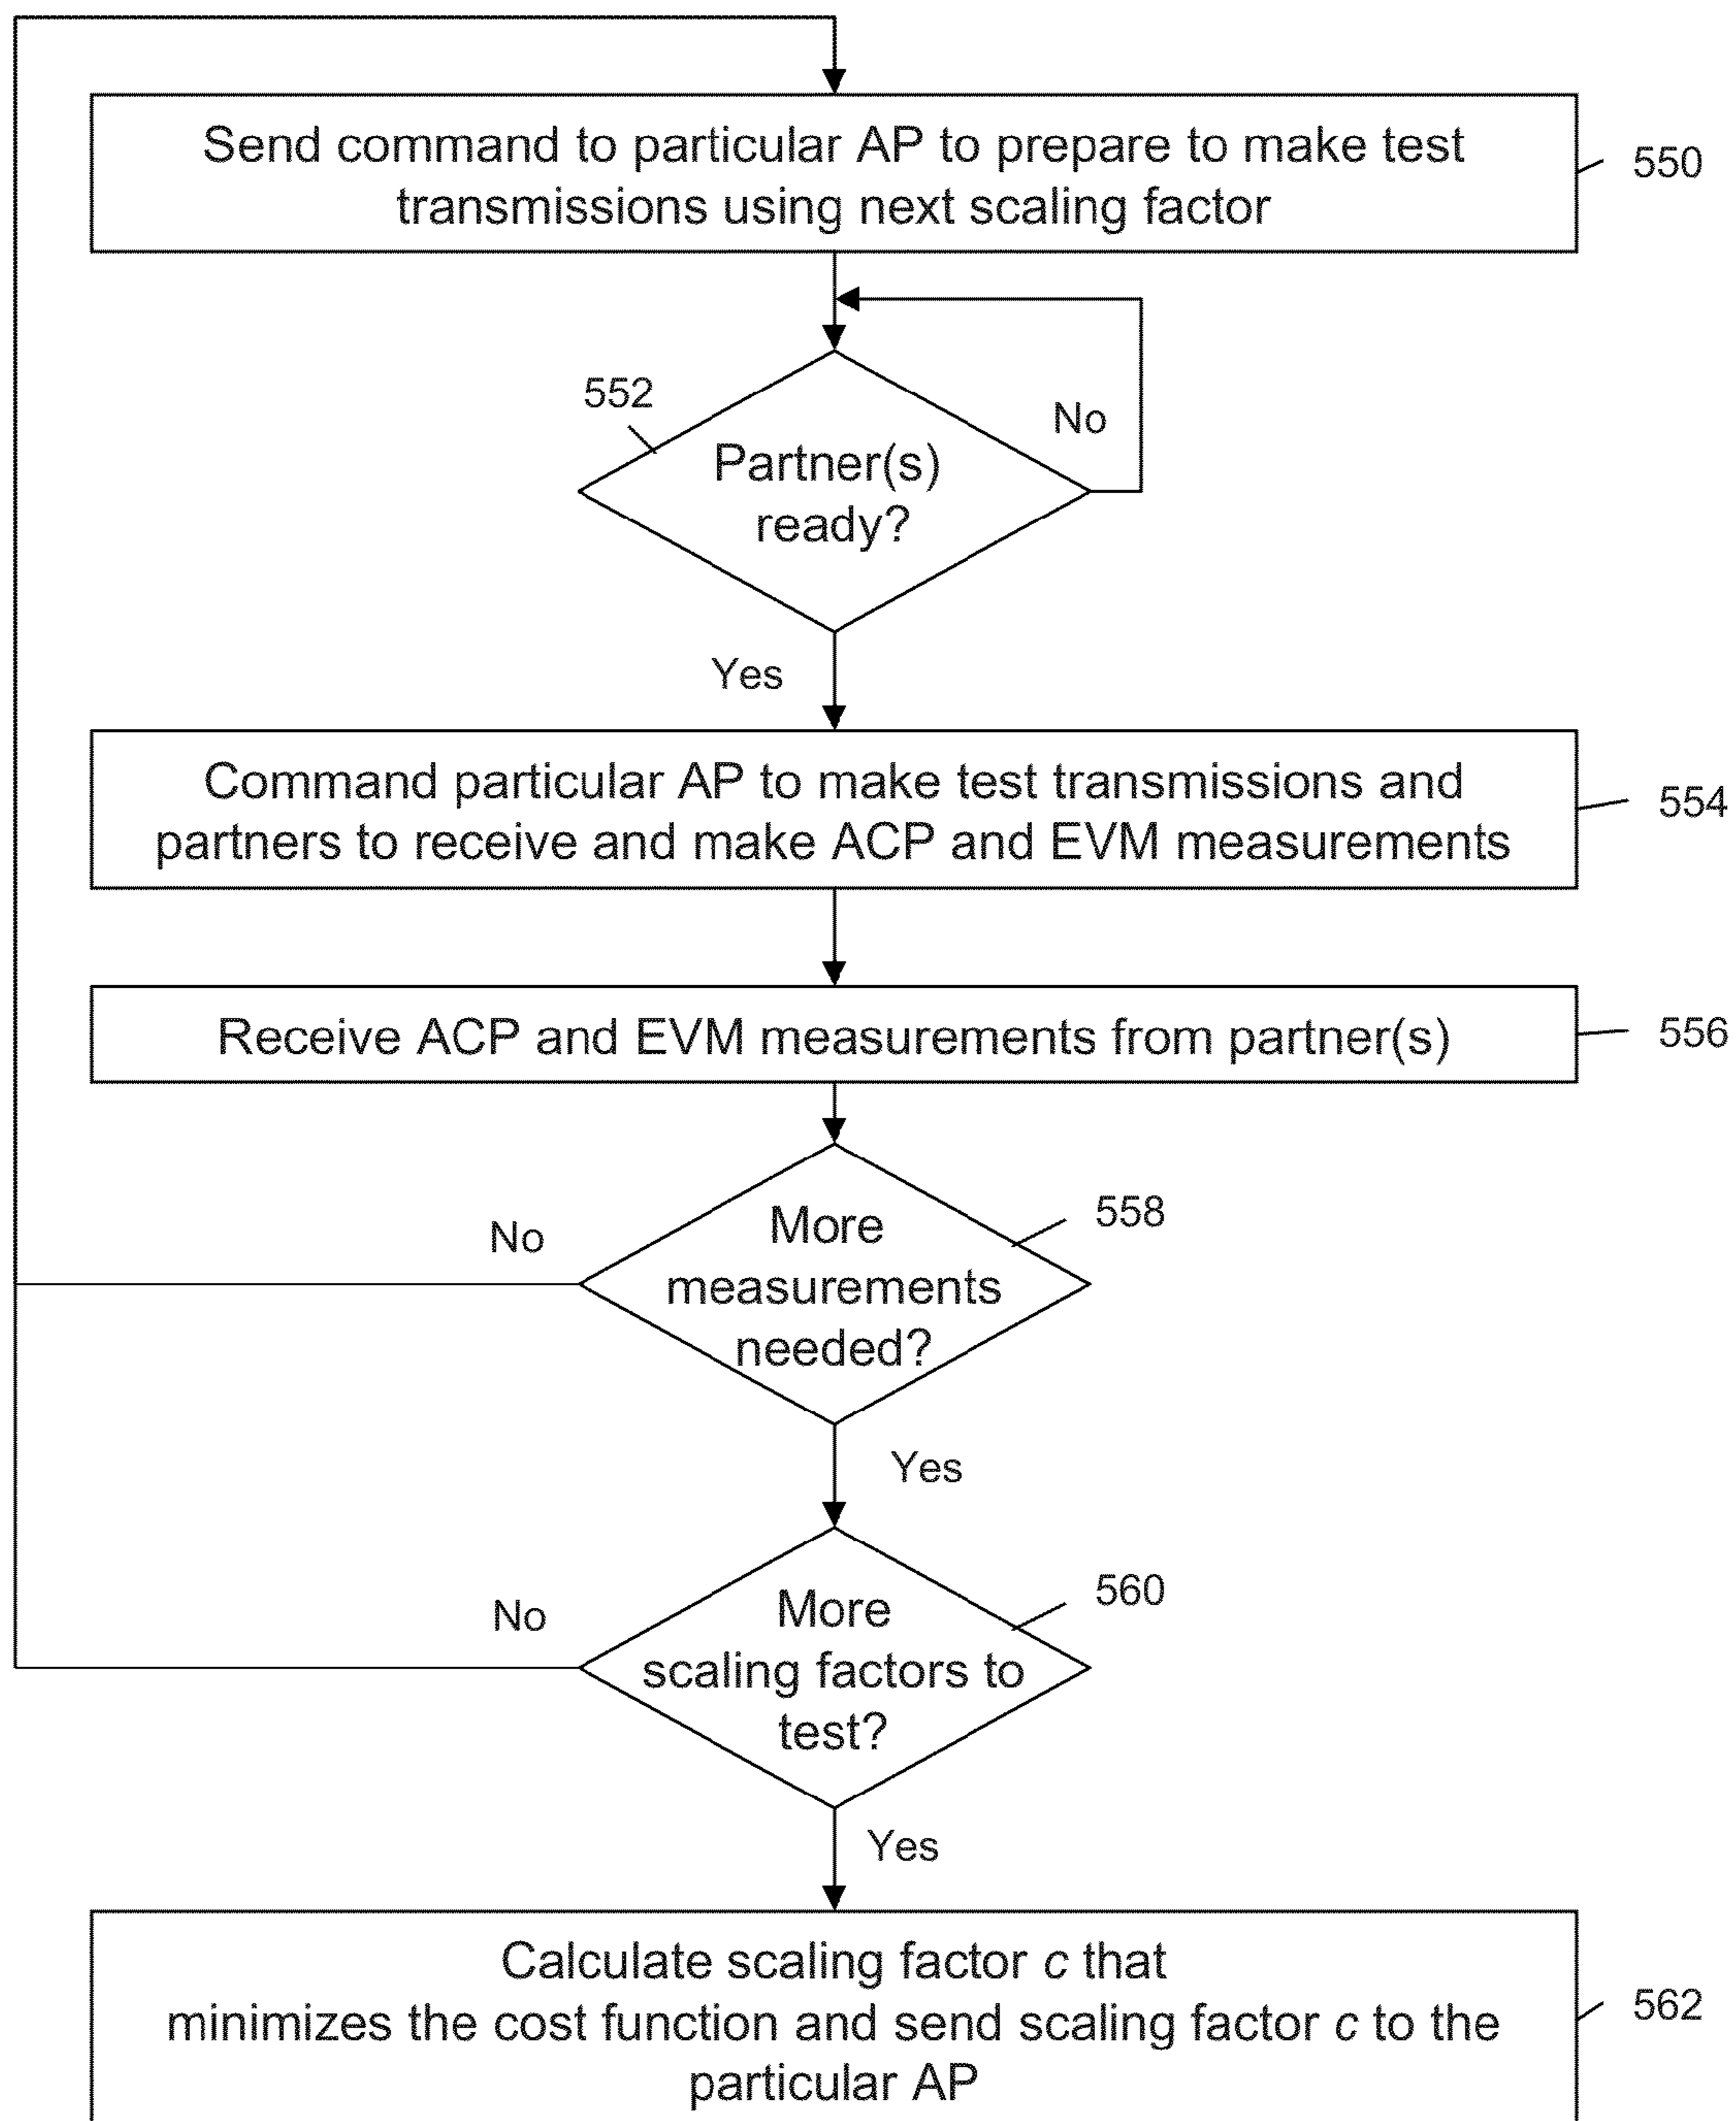 Send command to particular AP to prepare to make test
transmissions using next scaling factor
550
552
Partner(s)
ready?
No
Yes
Command particular AP to make test transmissions and
partners to receive and make ACP and EVM measurements
554
Receive ACP and EVM measurements from partner(s)
556
More
measurements
needed?
558
No
Yes
More
scaling factors to
test?
560
No
Yes
Calculate scaling factor c that
minimizes the cost function and send scaling factor c to the
particular AP
562